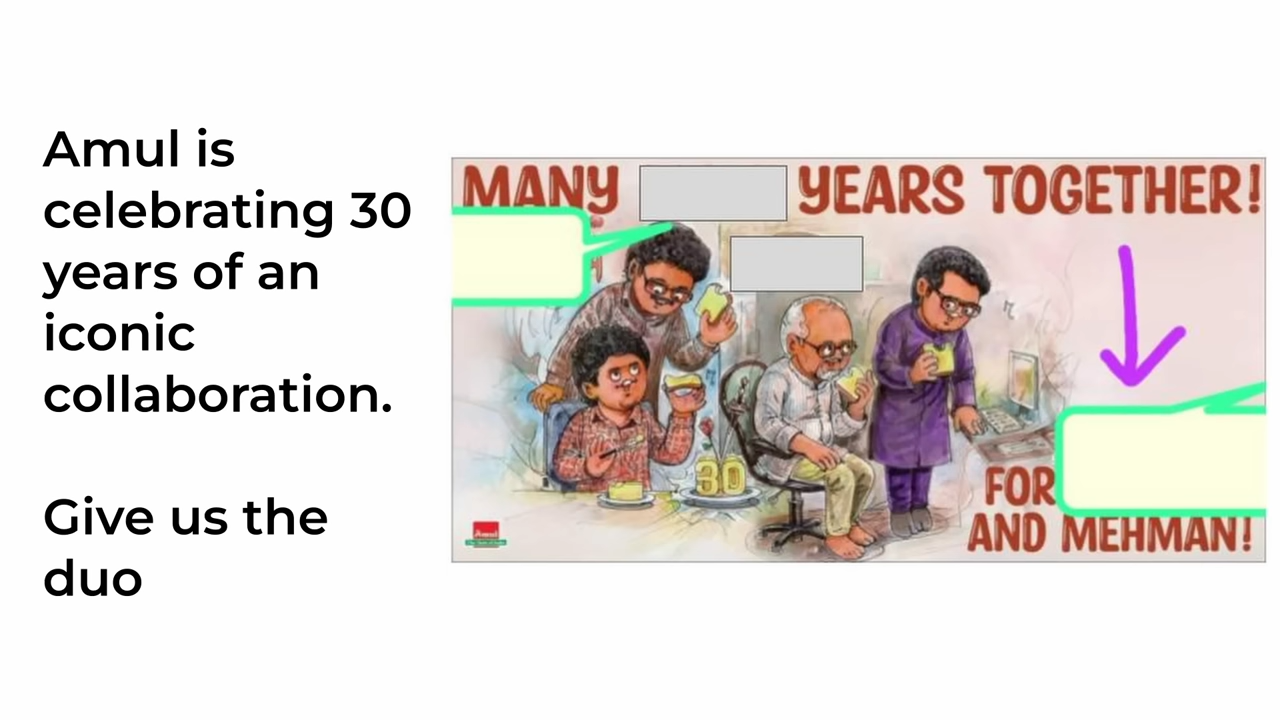 Amul is
celebrating 30
years of an
iconic
collaboration.
Give us the
duo
MANY YEARS TOGETHER!
30
FOR
AND MEHMAN!
Amul